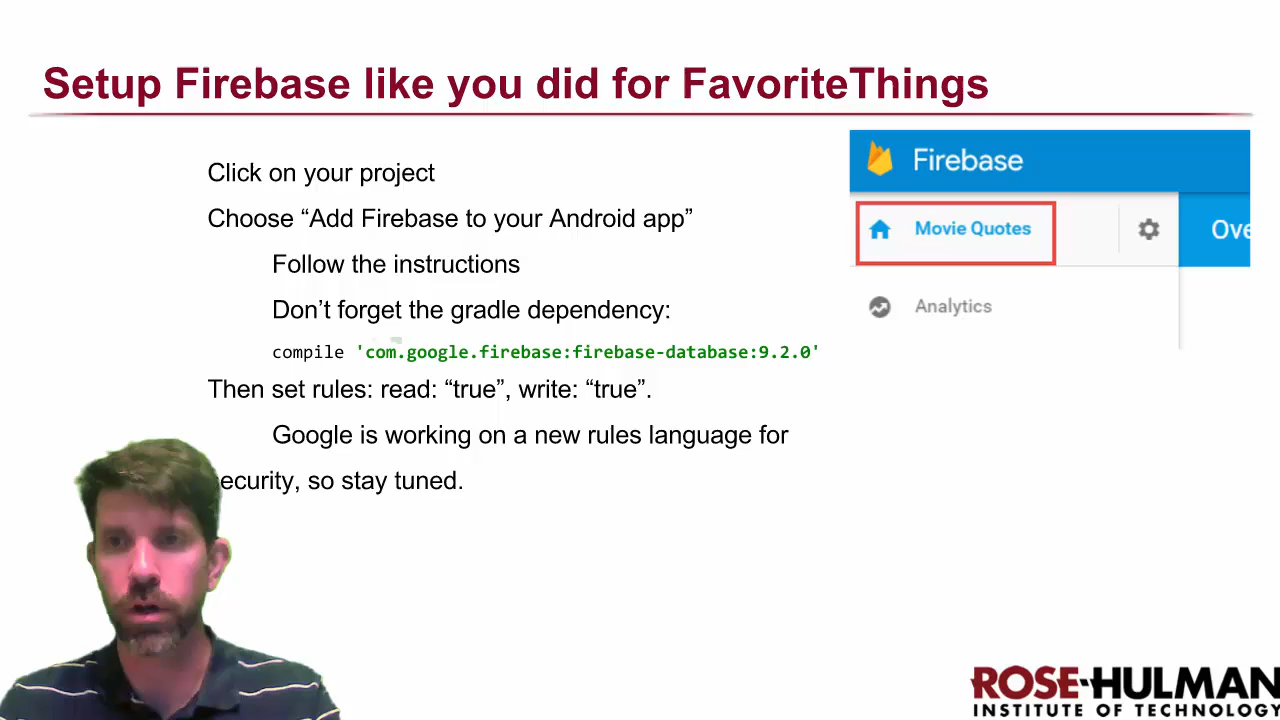 Setup Firebase like you did for FavoriteThings
Click on your project
Choose “Add Firebase to your Android app”
Follow the instructions
Don’t forget the gradle dependency:
compile 'com.google.firebase:firebase-database:9.2.0'
Then set rules: read: “true”, write: “true”.
Google is working on a new rules language for
ecurity, so stay tuned.
Firebase
Movie Quotes
Ove
Analytics
ROSE-HULMAN
INSTITUTE OF TECHNOLOGY